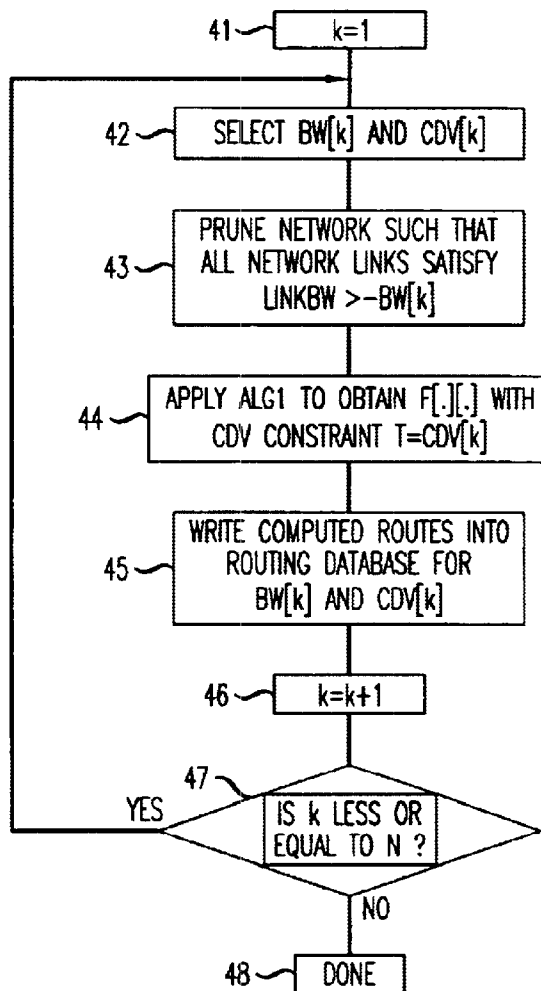 41 k=1
42 SELECT BW[k] AND CDV[k]
PRUNE NETWORK SUCH THAT
43 ALL NETWORK LINKS SATISFY
LINKBW >-BW[k]
44 APPLY ALG1 TO OBTAIN F[.][.] WITH
CDV CONSTRAINT T=CDV[k]
WRITE COMPUTED ROUTES INTO
45 ROUTING DATABASE FOR
BW[k] AND CDV[k]
46 k=k+1
47
YES
IS k LESS OR
EQUAL TO N ?
NO
48 DONE